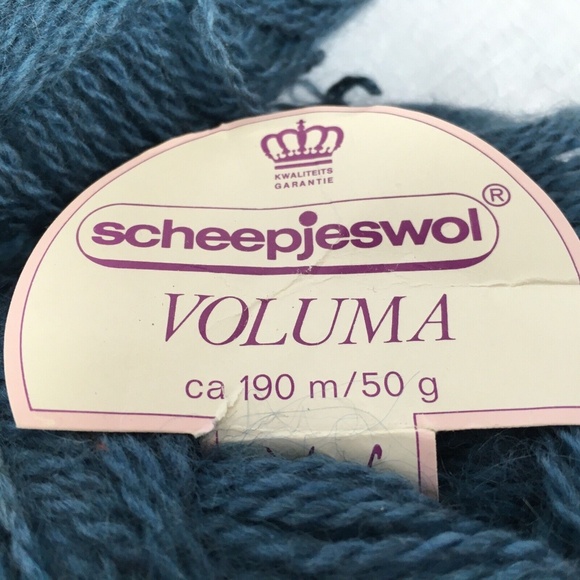 KWALITEITS
GARANTIE
scheepjeswol®
VOLUMA
ca 190 m/50 g